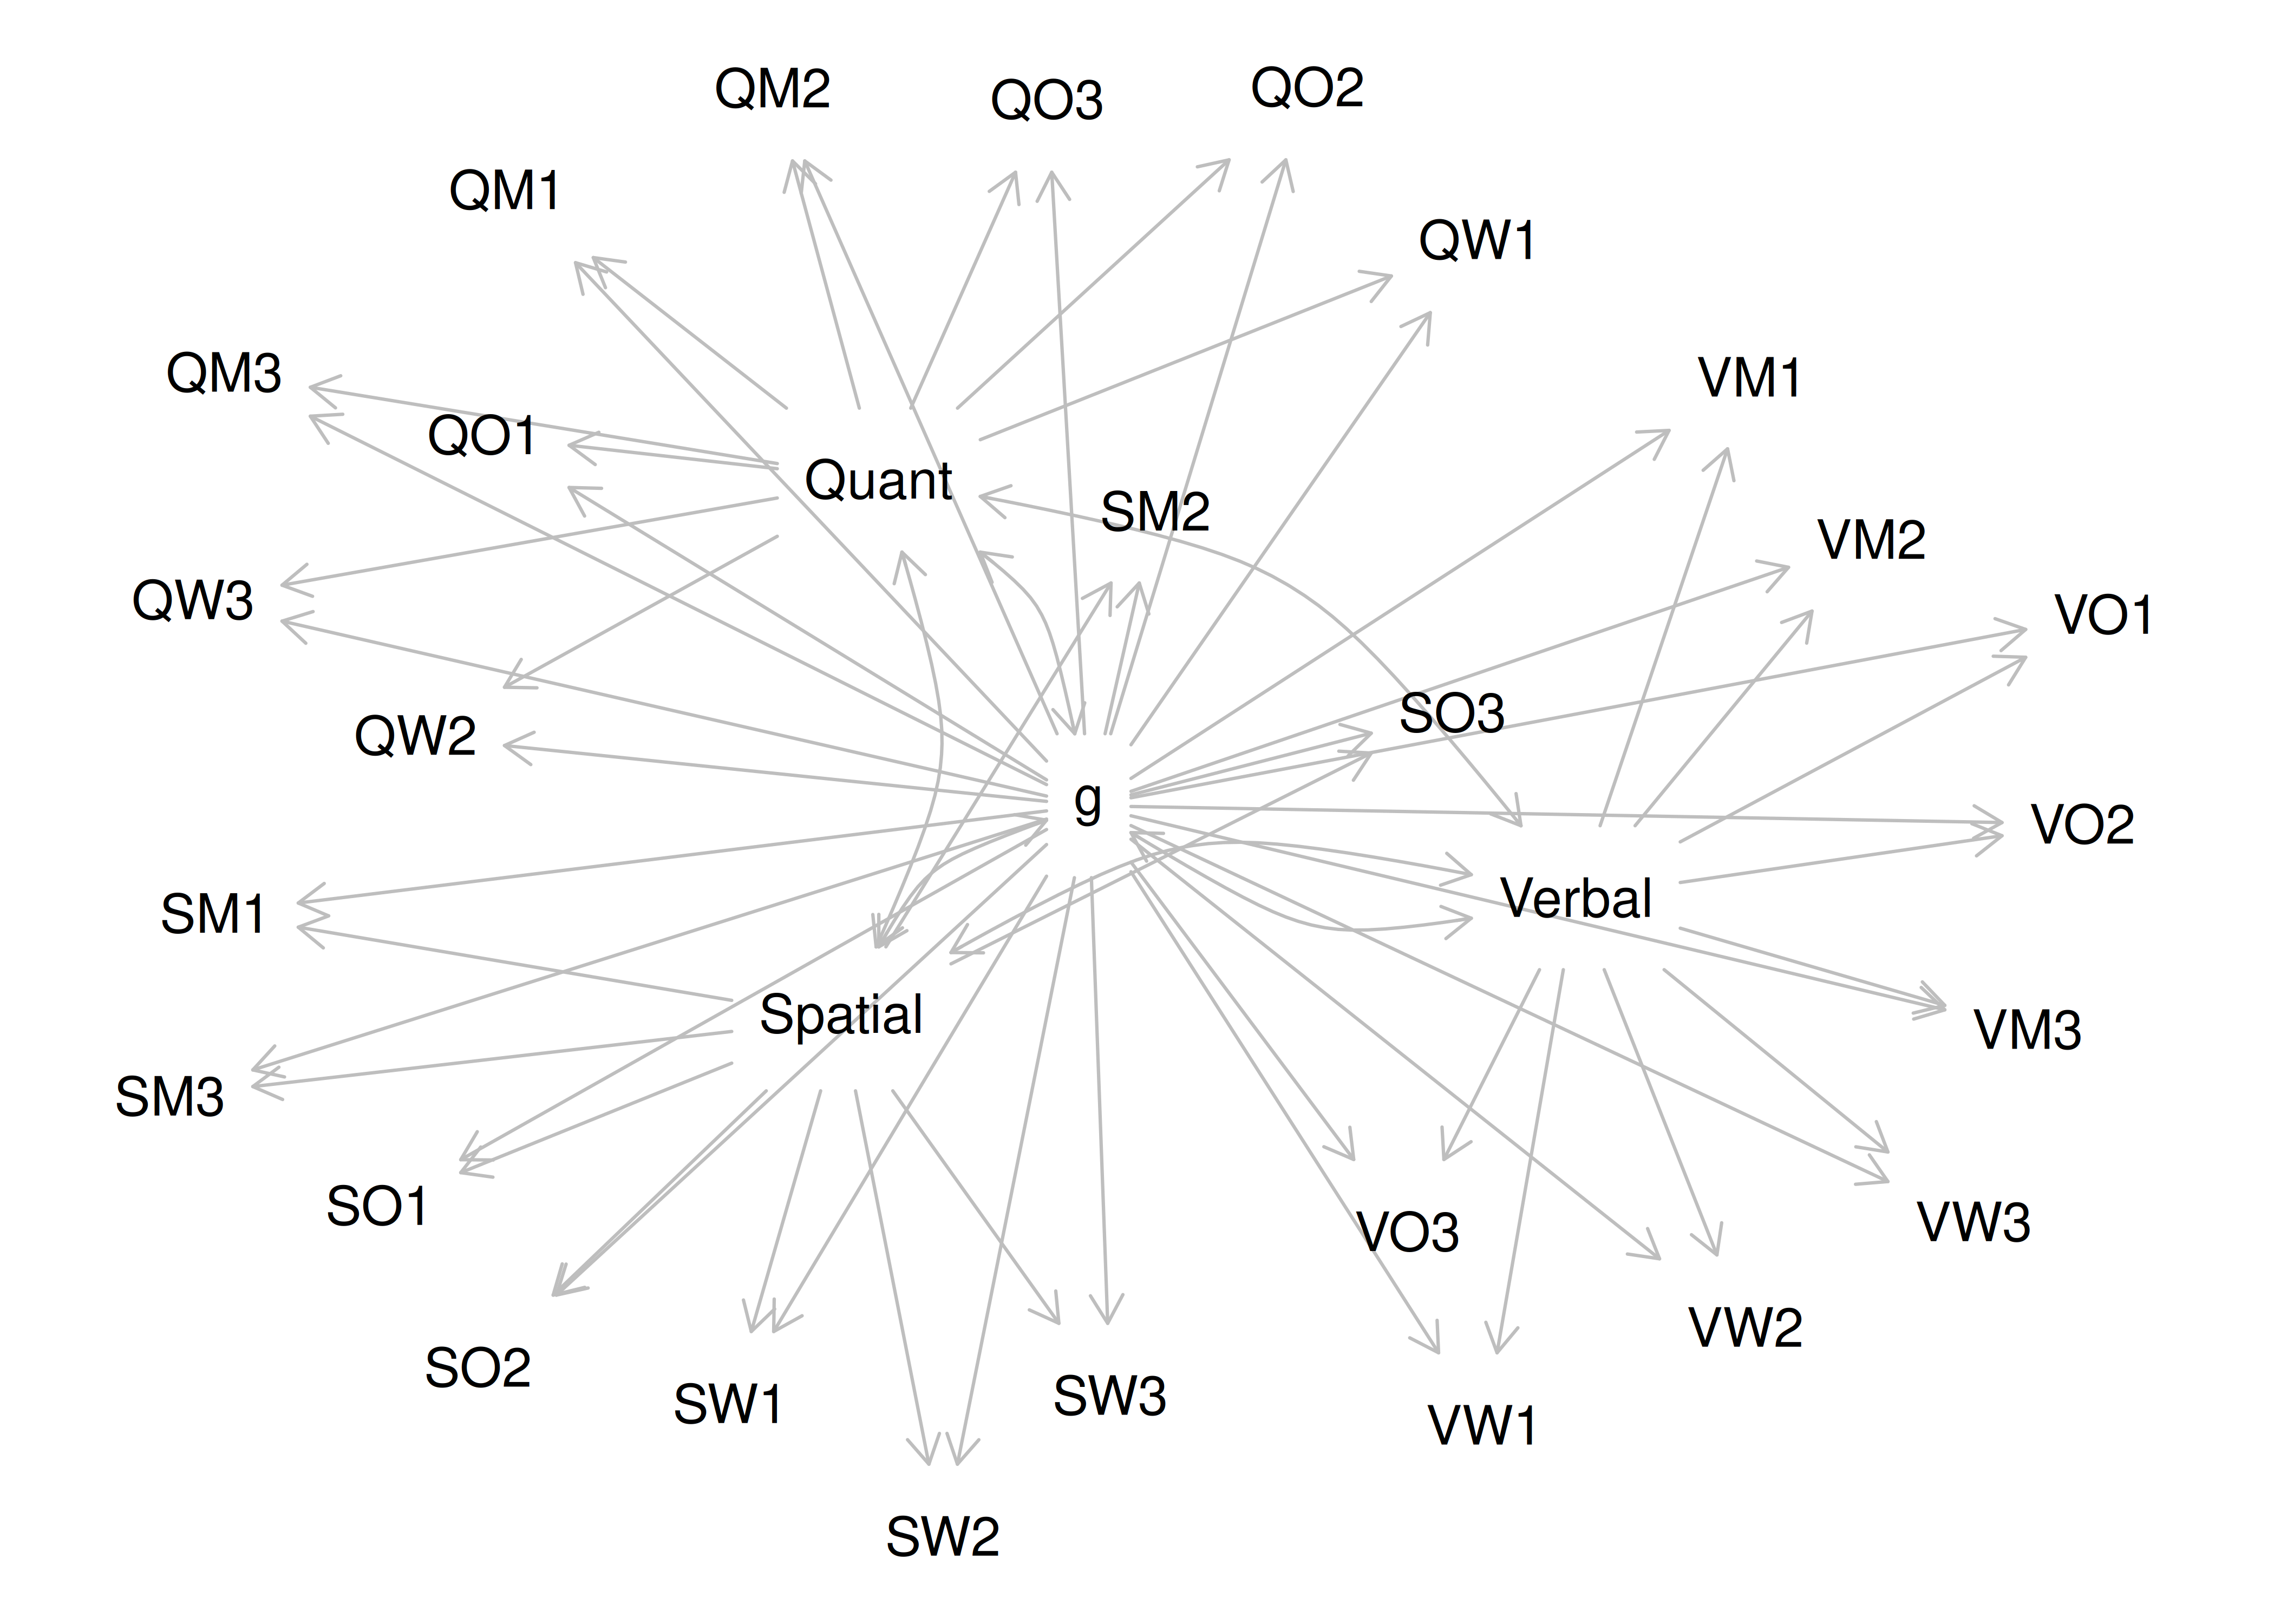 QM2
QO3
QO2
QM1
QW1
QM3
VM1
QO1
Quant
SM2
VM2
QW3
VO1
QW2
SO3
g
VO2
SM1
Verbal
Spatial
VM3
SM3
SO1
VO3
VW3
SO2
VW2
SW1
SW3
VW1
SW2